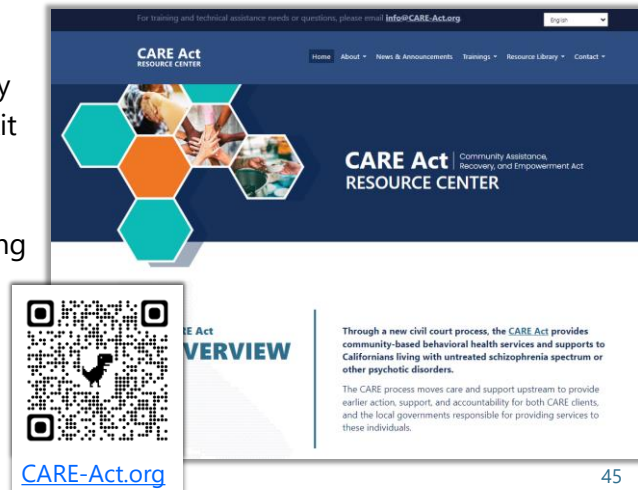 For training and technical assistance needs or questions, please email info@CARE-Act.org
English
CARE Act
RESOURCE CENTER
Home About News & Announcements Trainings Resource Library Contact
y
it
ng
CARE Act Community Assistance,
Recovery, and Empowerment Act
RESOURCE CENTER
RE Act
VERVIEW
Through a new civil court process, the CARE Act provides
community-based behavioral health services and supports to
Californians living with untreated schizophrenia spectrum or
other psychotic disorders.
The CARE process moves care and support upstream to provide
earlier action, support, and accountability for both CARE clients,
and the local governments responsible for providing services to
these individuals.
CARE-Act.org
45